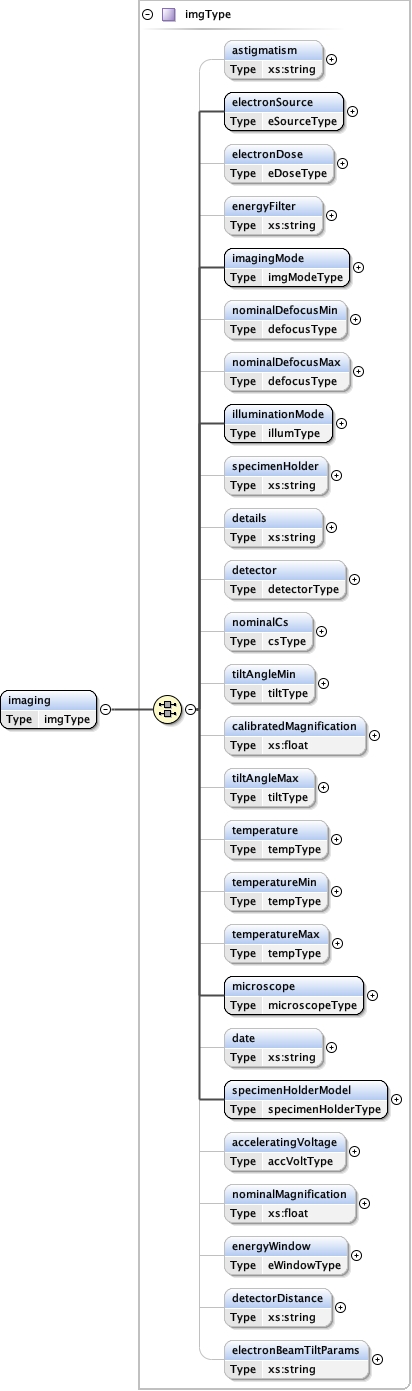 imgType
astigmatism
Type xs:string
electronSource
Type eSourceType
electronDose
Type eDoseType
energyFilter
Type xs:string
imagingMode
Type imgModeType
nominalDefocusMin
Type defocusType
nominalDefocusMax
Type defocusType
illuminationMode
Type illumType
specimenHolder
Type xs:string
details
Type xs:string
detector
Type detectorType
nominalCs
Type csType
tiltAngleMin
Type tiltType
imaging
Type imgType
calibratedMagnification
Type xs:float
tiltAngleMax
Type tiltType
temperature
Type tempType
temperatureMin
Type tempType
temperatureMax
Type tempType
microscope
Type microscopeType
date
Type xs:string
specimenHolderModel
Type specimenHolderType
acceleratingVoltage
Type accVoltType
nominalMagnification
Type xs:float
energyWindow
Type eWindowType
detectorDistance
Type xs:string
electronBeamTiltParams
Type xs:string